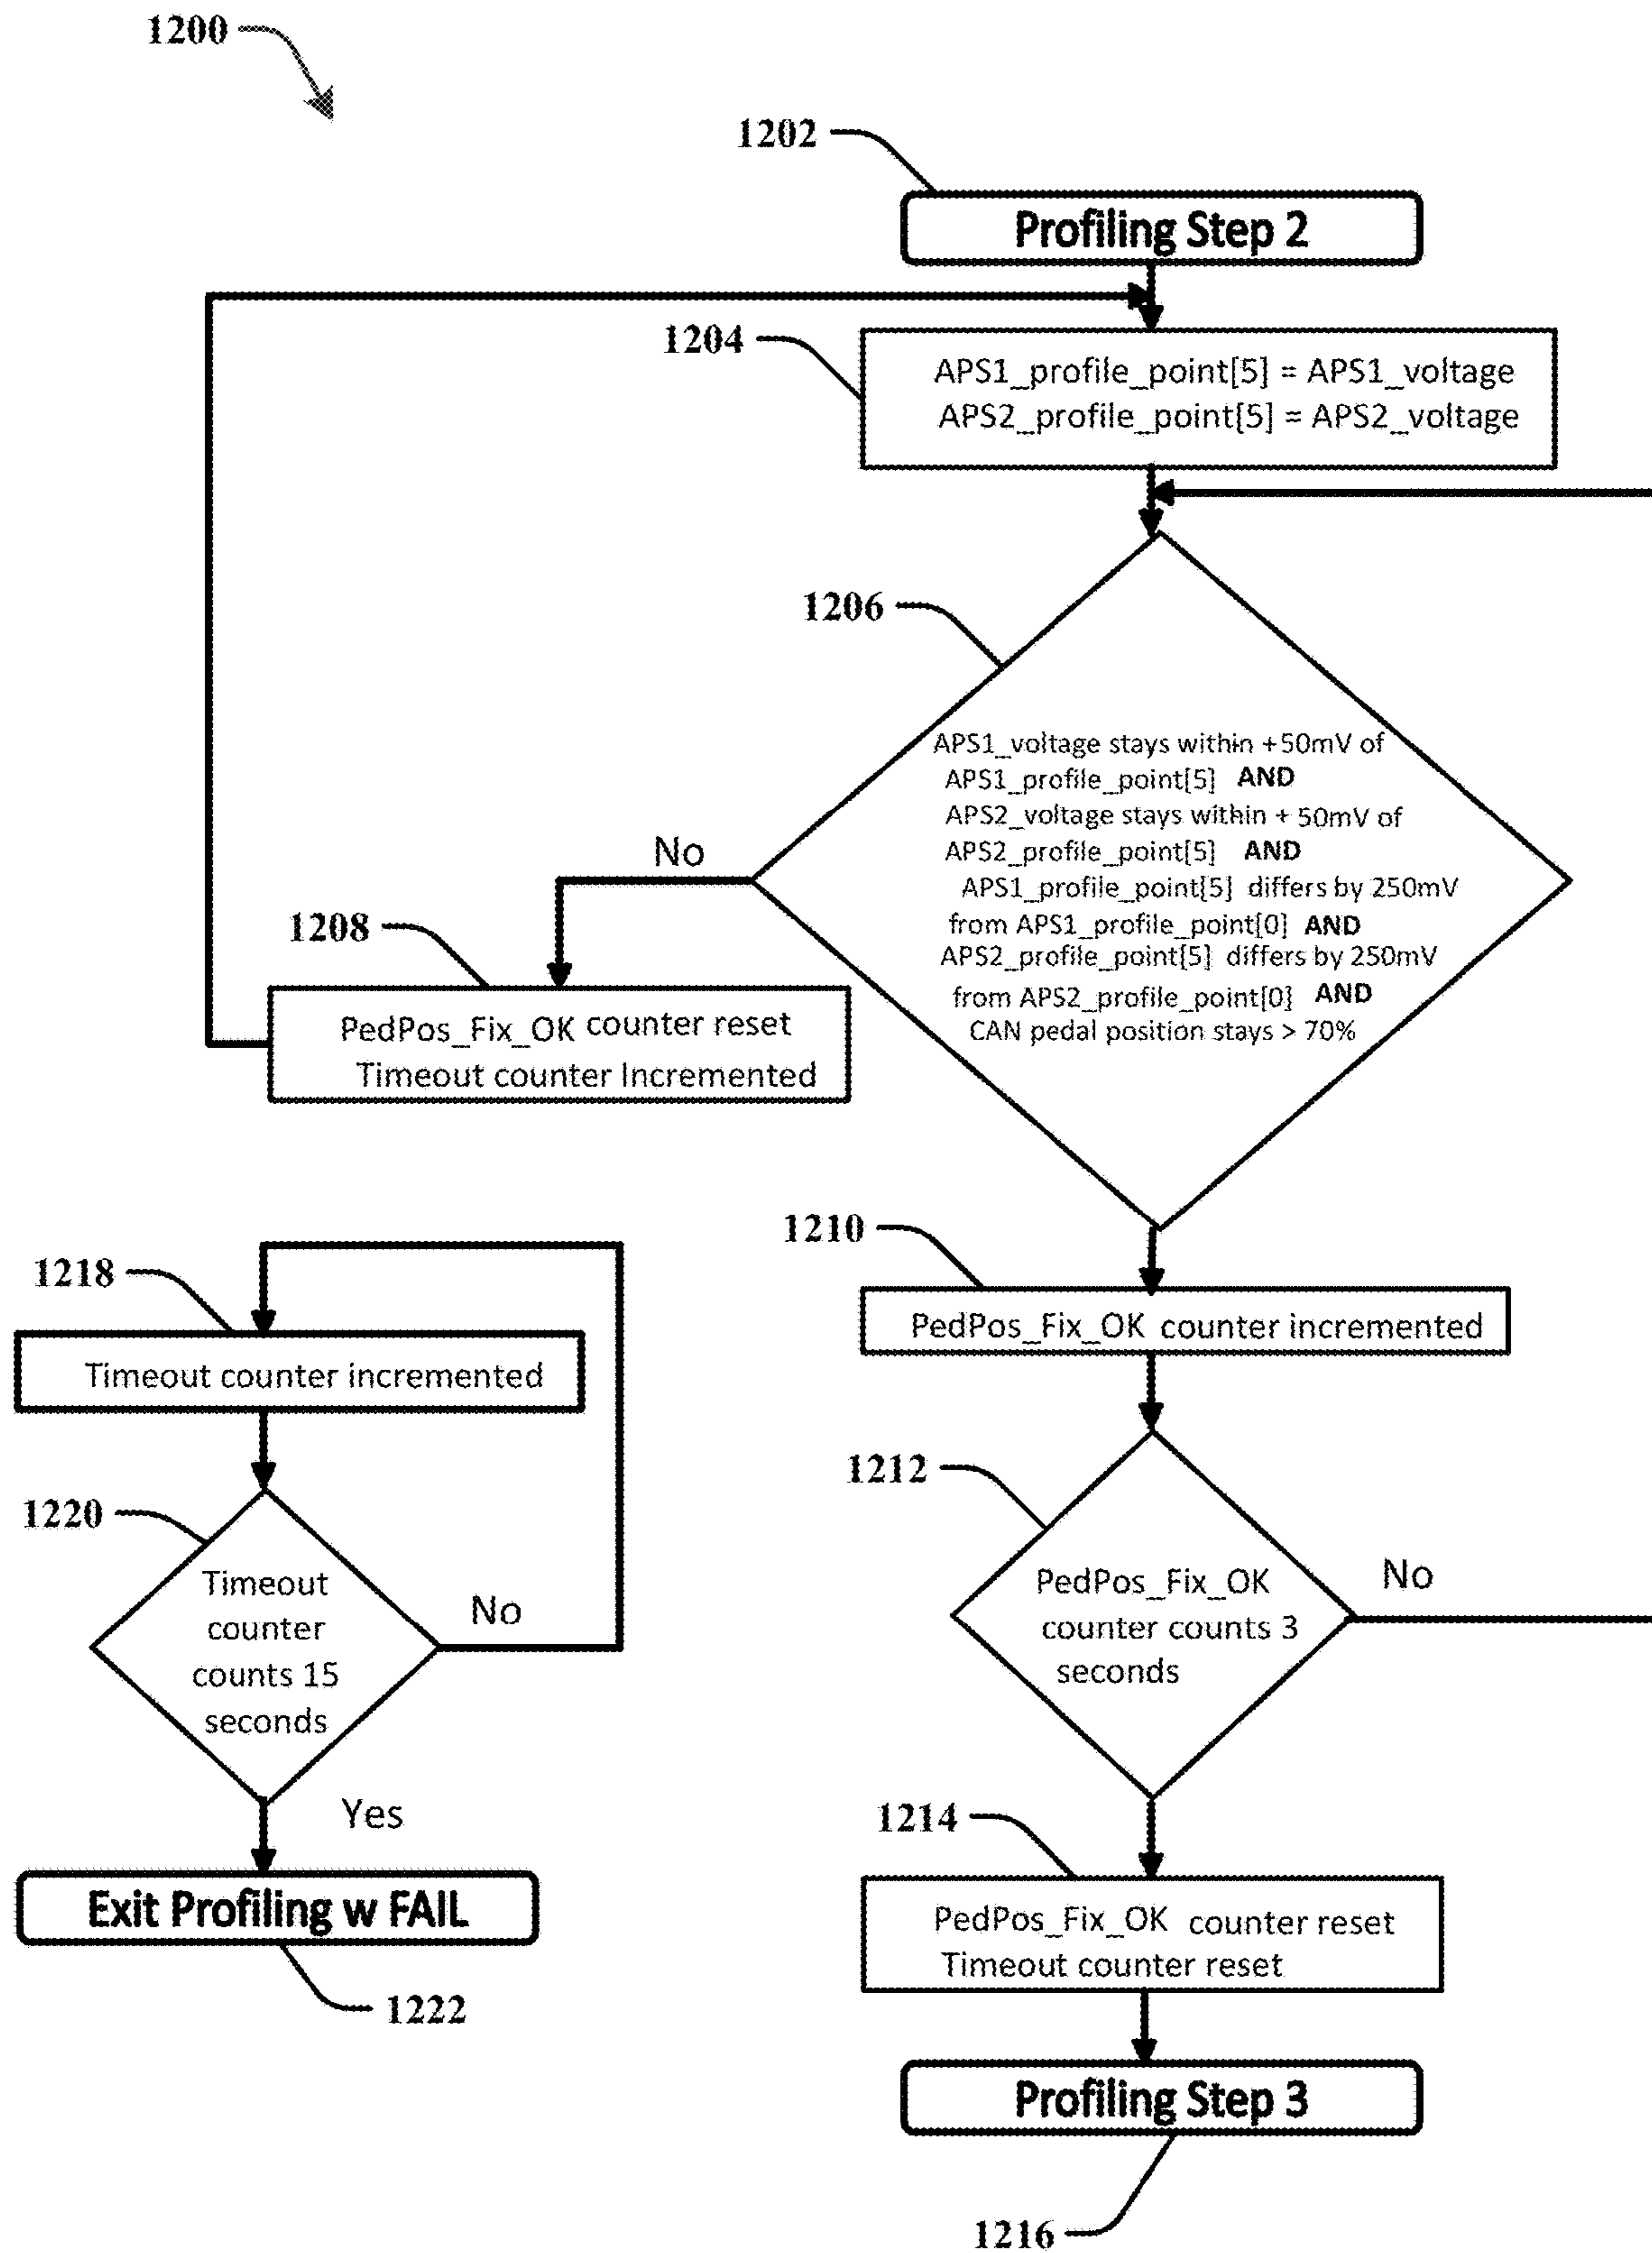 1200
1202
Profiling Step 2
1204
APS1_profile_point[5] = APS1_voltage
APS2_profile_point[5] = APS2_voltage
1206
APS1_voltage stays within +50mV of
APS1_profile_point[5] AND
APS2_voltage stays within + 50mV of
APS2_profile_point[5] AND
APS1_profile_point[5] differs by 250mV
from APS1_profile_point[0] AND
APS2_profile_point[5] differs by 250mV
from APS2_profile_point[0] AND
CAN pedal position stays > 70%
No
1208
PedPos_Fix_OK counter reset
Timeout counter Incremented
1210
PedPos_Fix_OK counter incremented
1212
PedPos_Fix_OK
counter counts 3
seconds
No
1214
PedPos_Fix_OK counter reset
Timeout counter reset
Profiling Step 3
1216
1218
Timeout counter incremented
1220
Timeout
counter
counts 15
seconds
No
Yes
Exit Profiling w FAIL
1222